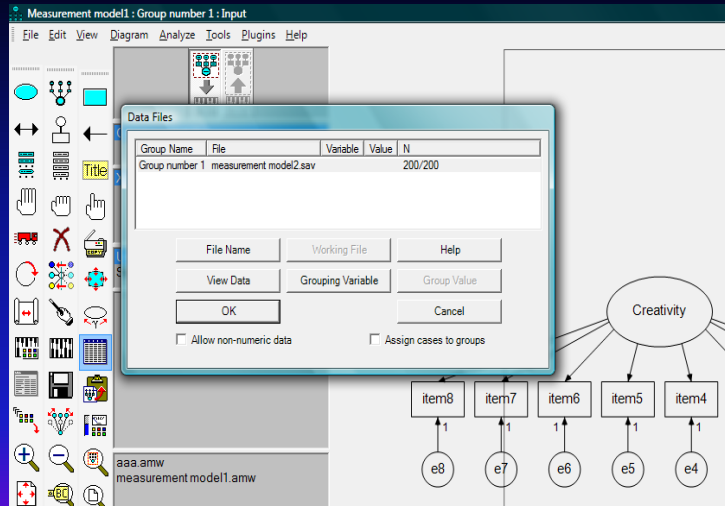 Measurement model1 : Group number 1 : Input
File Edit View Diagram Analyze Tools Plugins Help
Title
Data Files
Group Name File Variable Value N
Group number 1 measurement model2.sav 200/200
File Name Working File Help
View Data Grouping Variable Group Value
OK Cancel
Allow non-numeric data Assign cases to groups
Creativity
item8 item7 item6 item5 item4
1 1 1 1 1
e8 e7 e6 e5 e4
aaa.amw
measurement model1.amw